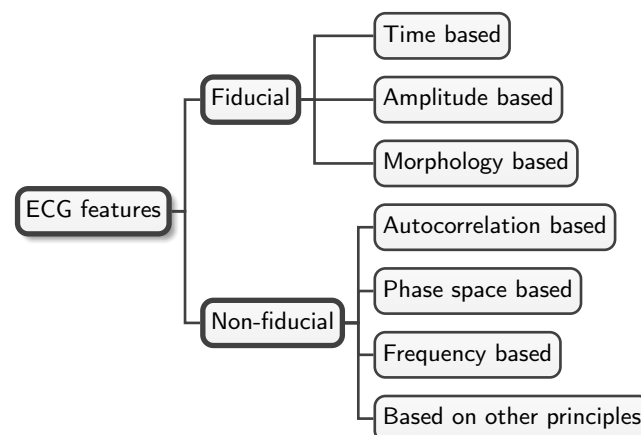 Time based
Fiducial
Amplitude based
Morphology based
ECG features
Autocorrelation based
Phase space based
Non-fiducial
Frequency based
Based on other principles